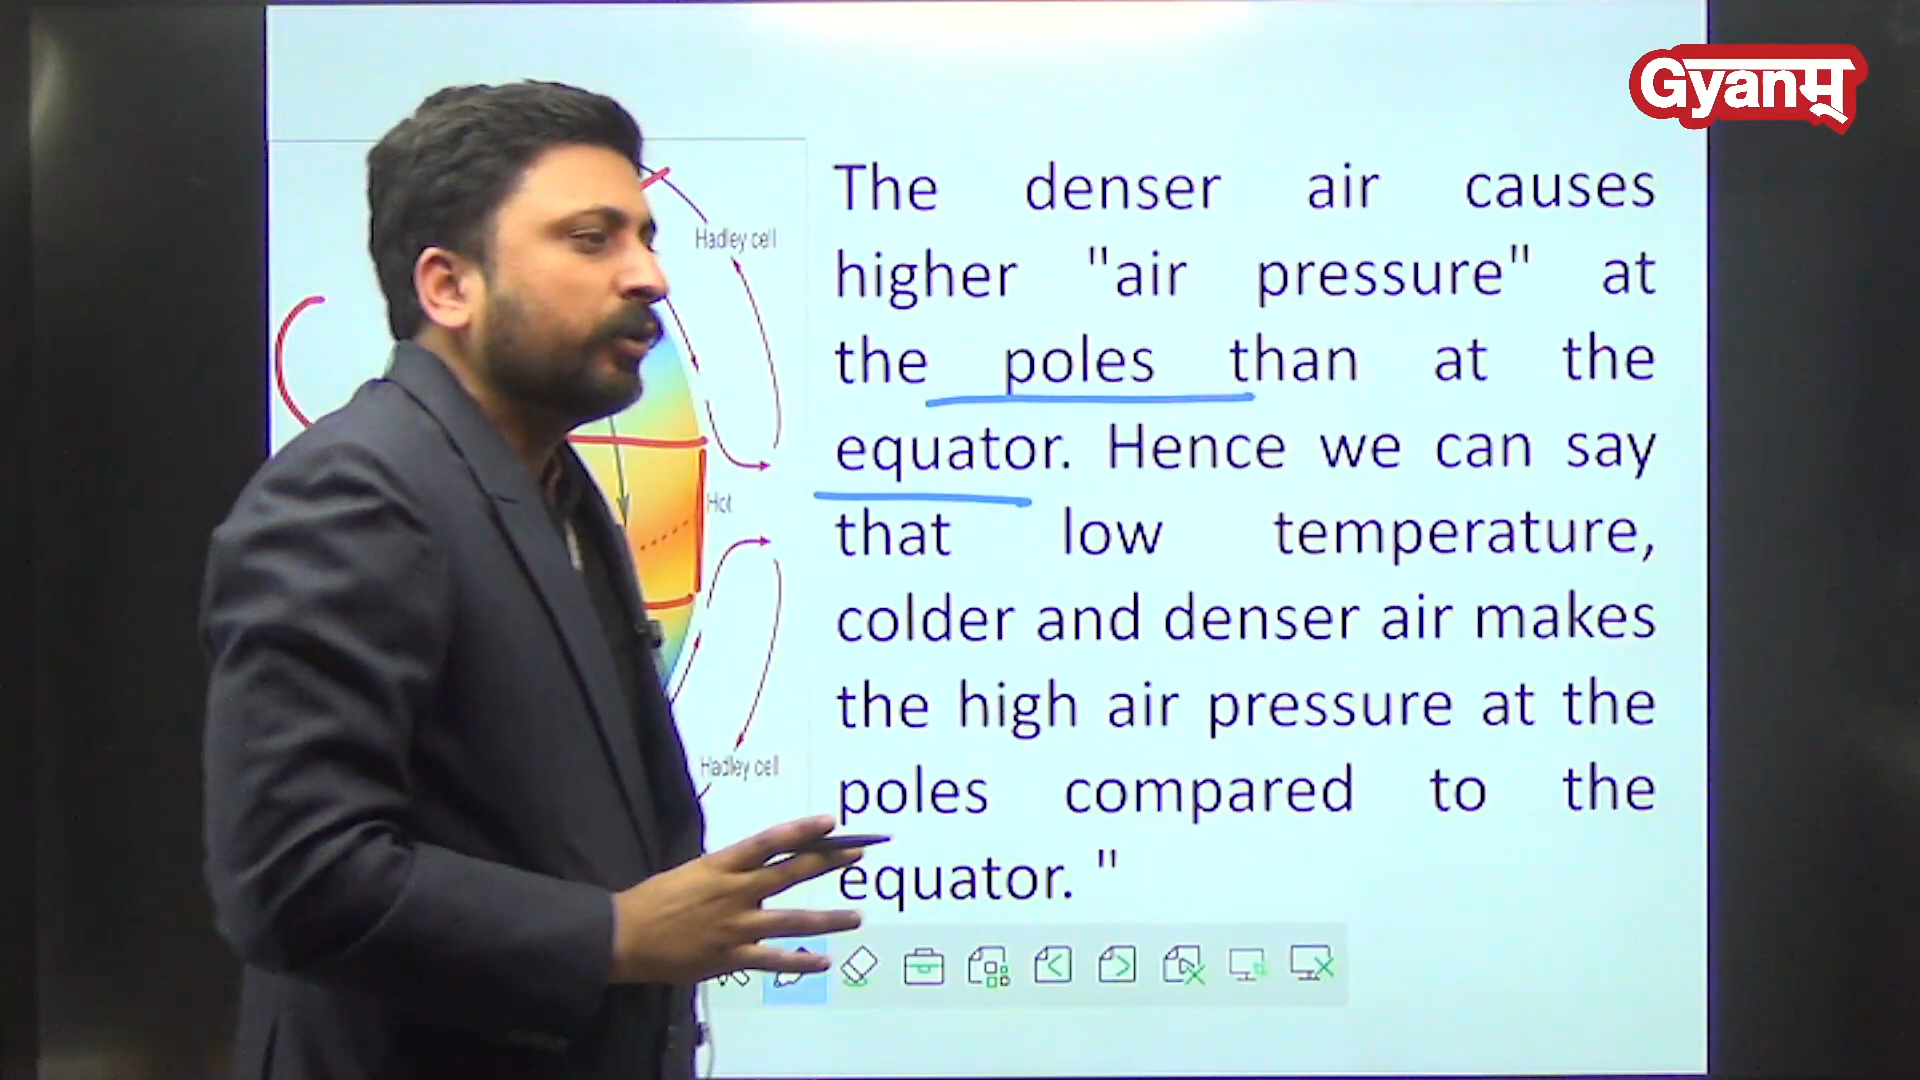 Gyanम्
Hadley cell
Hot
Hadley cell
The denser air causes
higher "air pressure" at
the poles than at the
equator. Hence we can say
that low temperature,
colder and denser air makes
the high air pressure at the
poles compared to the
equator. "